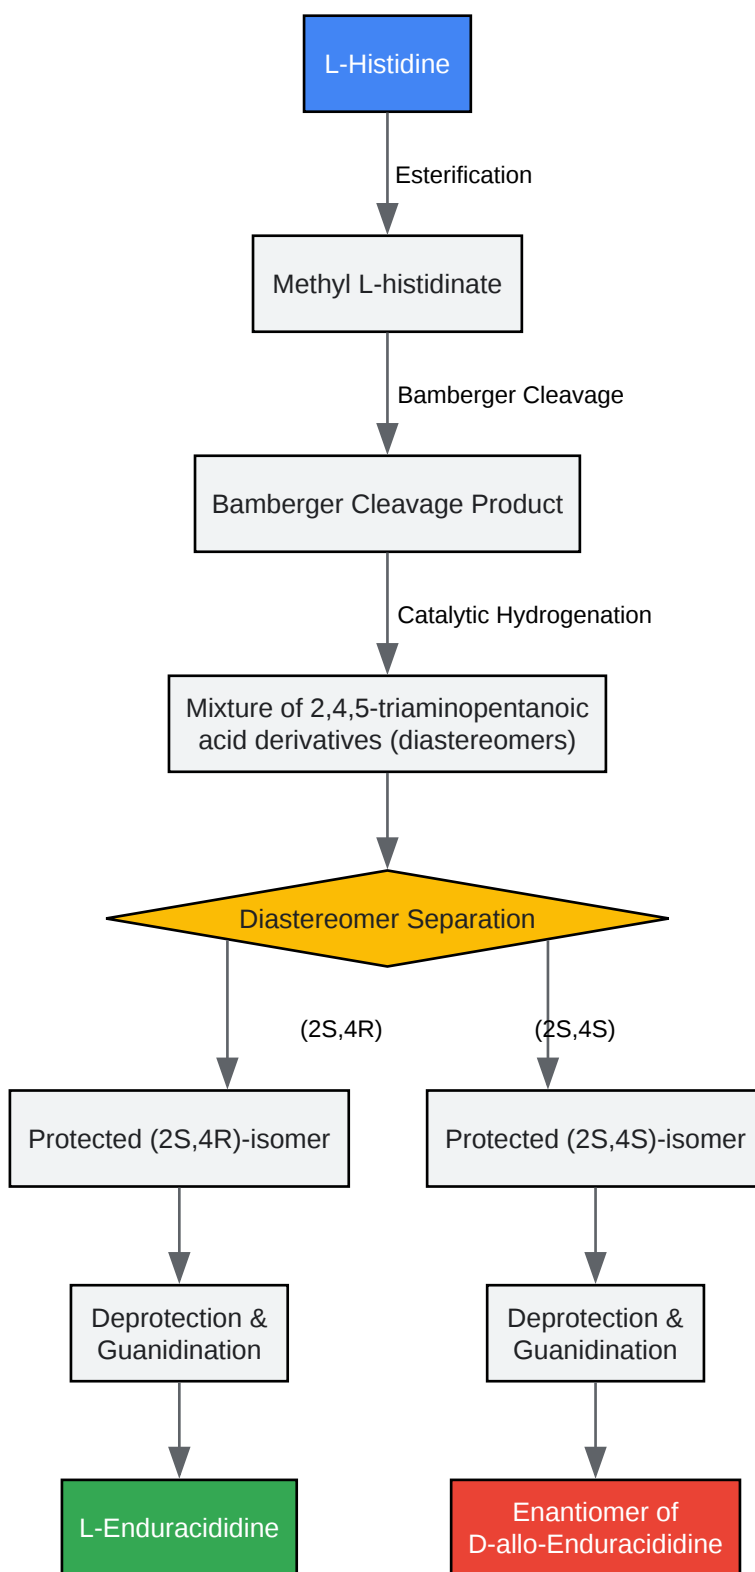 L-Histidine
Esterification
Methyl L-histidinate
Bamberger Cleavage
Bamberger Cleavage Product
Catalytic Hydrogenation
Mixture of 2,4,5-triaminopentanoic
acid derivatives (diastereomers)
Diastereomer Separation
(2S,4R)
(2S,4S)
Protected (2S,4R)-isomer
Protected (2S,4S)-isomer
Deprotection &
Guanidination
Deprotection &
Guanidination
L-Enduracididine
Enantiomer of
D-allo-Enduracididine